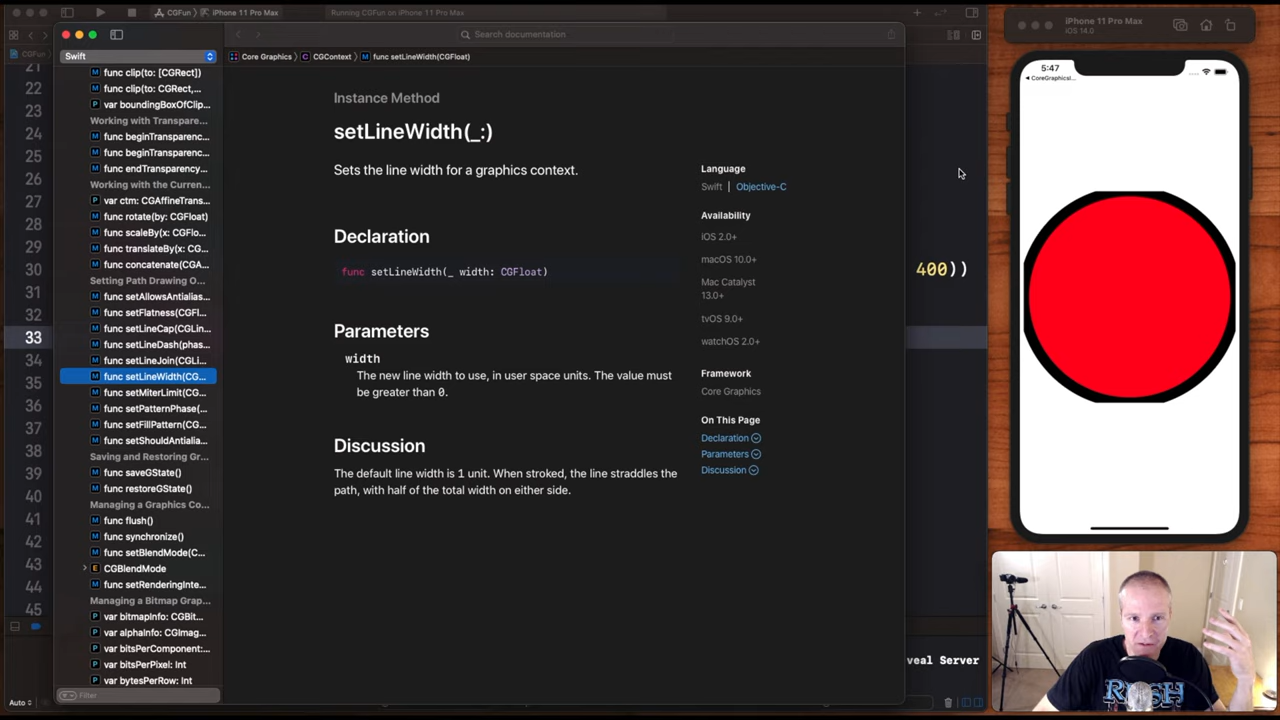 CGFun
iPhone 11 Pro Max
Running CGFun on iPhone 11 Pro Max
Search documentation
Swift
Core Graphics
CGContext
func setLineWidth(CGFloat)
func clip(to: [CGRect])
func clip(to: CGRect,...
var boundingBoxOfClip...
Working with Transpare...
func beginTransparenc...
func beginTransparenc...
func endTransparency...
Working with the Curren...
var ctm: CGAffineTrans...
func rotate(by: CGFloat)
func scaleBy(x: CGFlo...
func translateBy(x: CGF...
func concatenate(CGA...
Setting Path Drawing O...
func setAllowsAntialias...
func setFlatness(CGFl...
func setLineCap(CGLin...
func setLineDash(phas...
func setLineJoin(CGLi...
func setLineWidth(CG...
func setMiterLimit(CG...
func setPatternPhase(...
func setFillPattern(CG...
func setShouldAntialia...
Saving and Restoring Gr...
func saveGState()
func restoreGState()
Managing a Graphics Co...
func flush()
func synchronize()
func setBlendMode(C...
CGBlendMode
func setRenderingInte...
Managing a Bitmap Grap...
var bitmapInfo: CGBit...
var alphaInfo: CGImag...
var bitsPerComponent:...
var bitsPerPixel: Int
var bytesPerRow: Int
Filter
Auto
21
22
23
24
25
26
27
28
29
30
31
32
33
34
35
36
37
38
39
40
41
42
43
44
45
Instance Method
setLineWidth(_:)
Sets the line width for a graphics context.
Declaration
func setLineWidth(_ width: CGFloat)
Parameters
width
The new line width to use, in user space units. The value must
be greater than 0.
Discussion
The default line width is 1 unit. When stroked, the line straddles the
path, with half of the total width on either side.
Language
Swift | Objective-C
Availability
iOS 2.0+
macOS 10.0+
Mac Catalyst
13.0+
tvOS 9.0+
watchOS 2.0+
Framework
Core Graphics
On This Page
Declaration
Parameters
Discussion
400))
veal Server
iPhone 11 Pro Max
iOS 14.0
5:47
CoreGraphicsI...